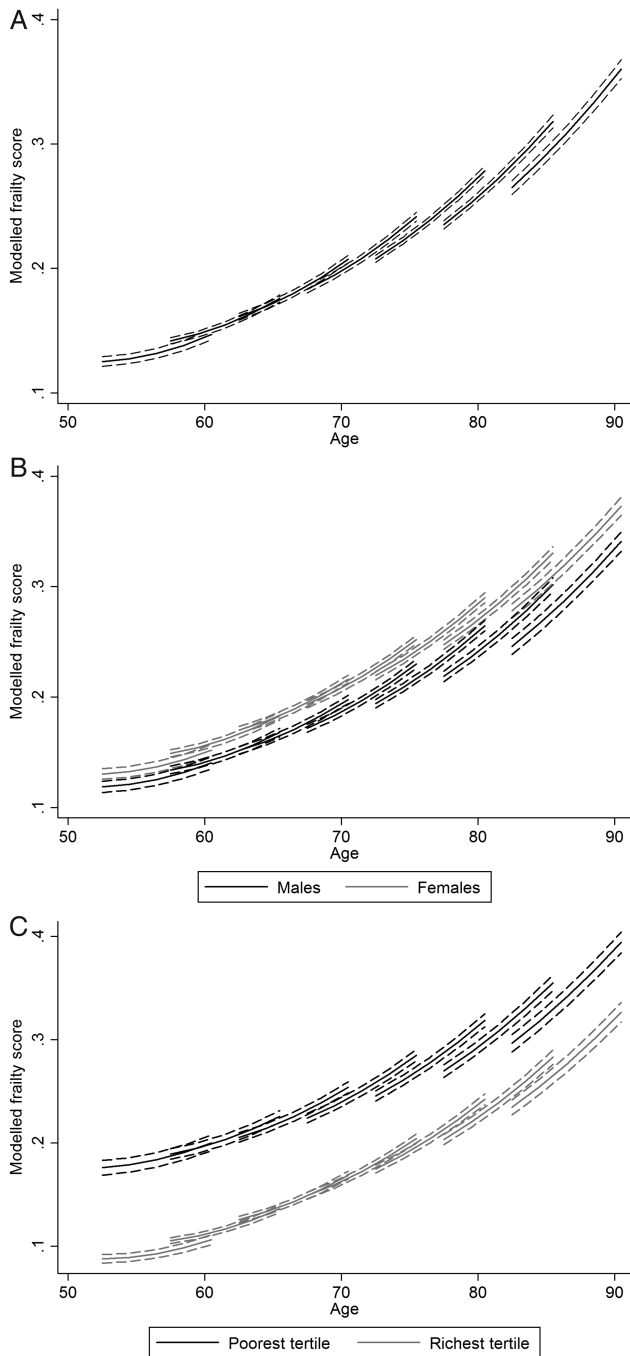 A
Modelled frailty score
.4
.3
.2
.1
50 60 70 80 90
Age
B
Modelled frailty score
.4
.3
.2
.1
50 60 70 80 90
Age
Males Females
C
Modelled frailty score
.4
.3
.2
.1
50 60 70 80 90
Age
Poorest tertile Richest tertile